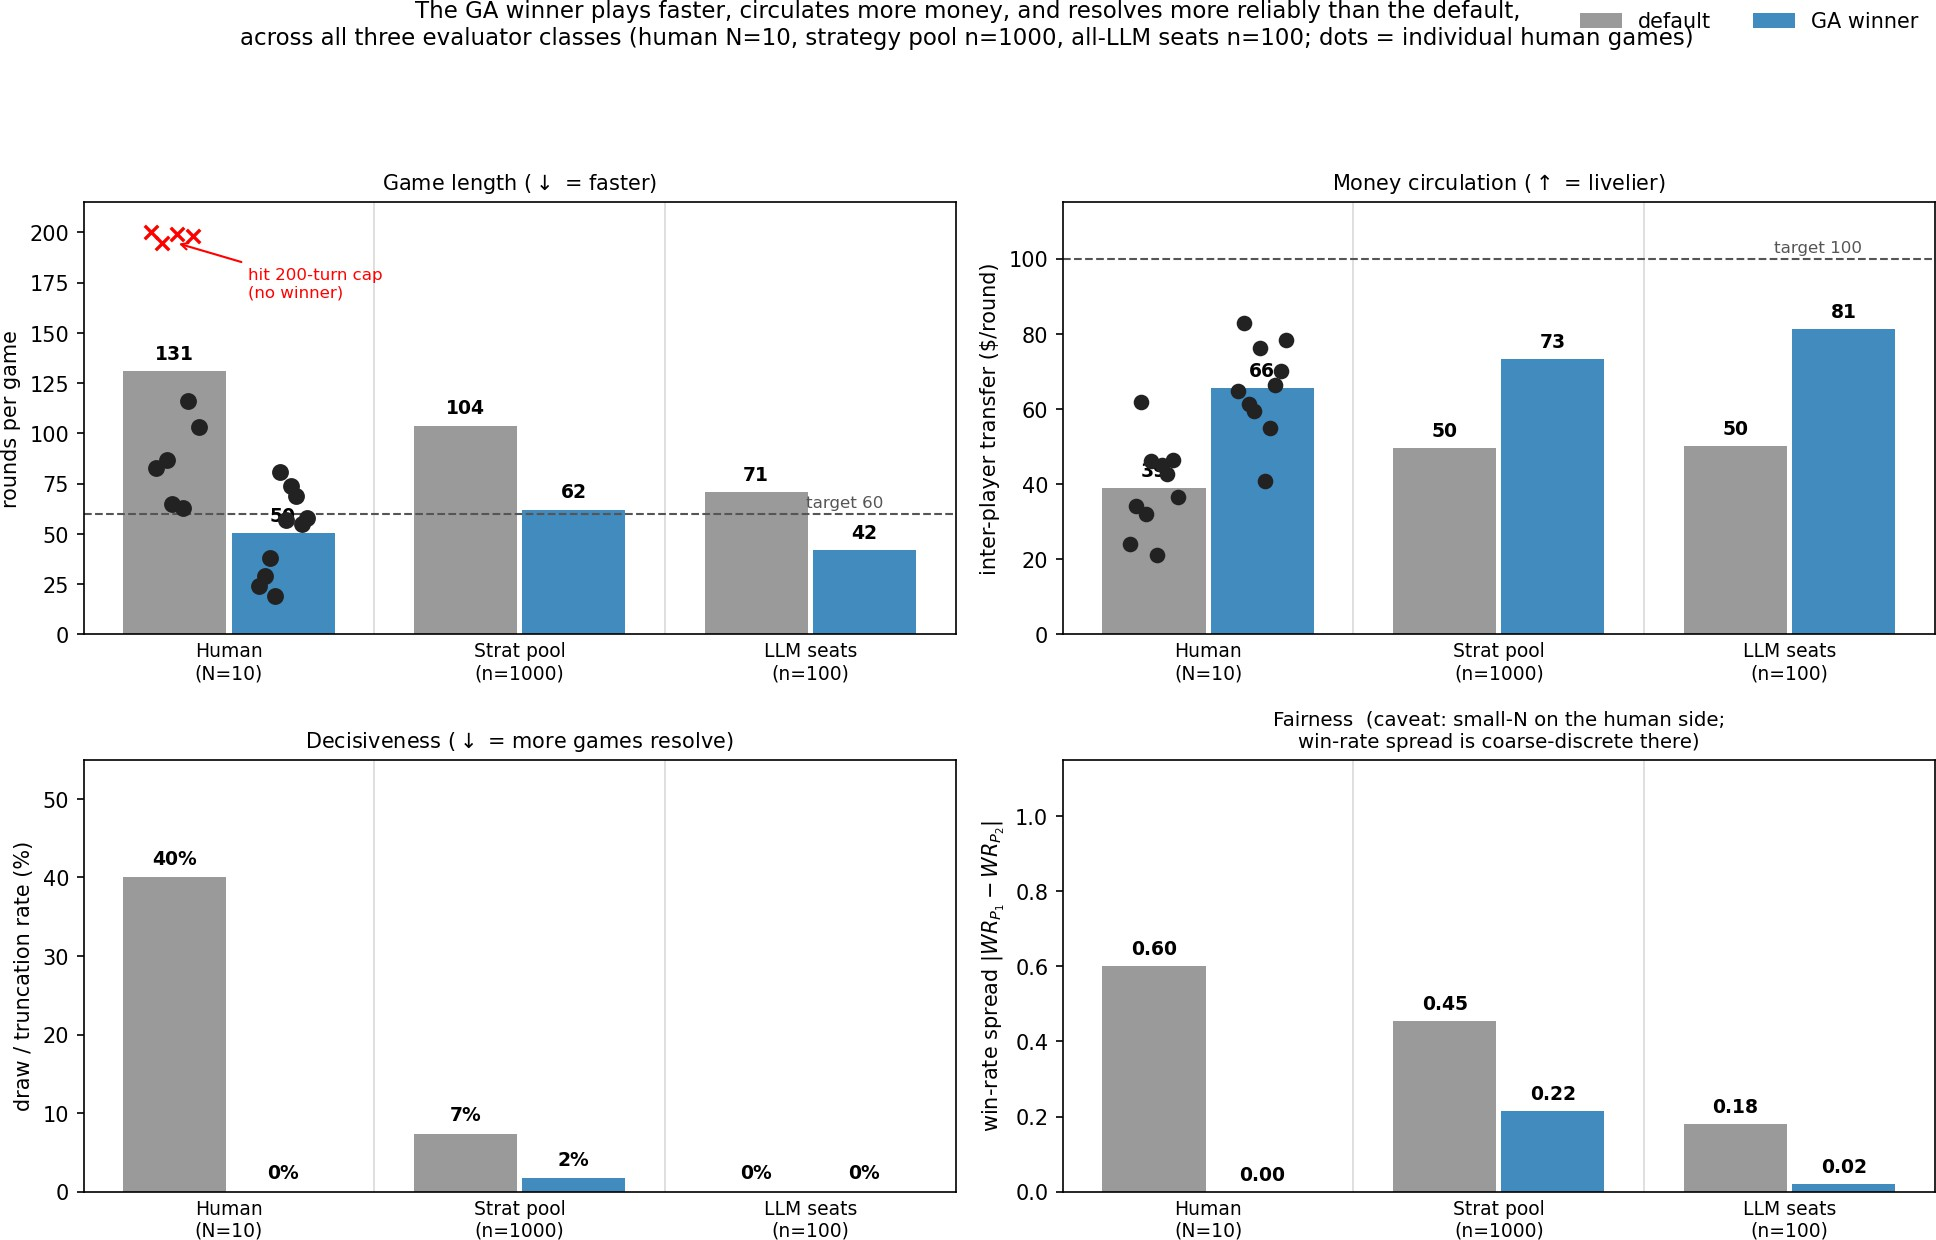 The GA winner plays faster, circulates more money, and resolves more reliably than the default,
across all three evaluator classes (human N=10, strategy pool n=1000, all-LLM seats n=100; dots = individual human games)
default
GA winner
Game length (↓ = faster)
rounds per game
200
175
150
125
100
75
50
25
0
hit 200-turn cap
(no winner)
131
50
104
62
71
42
target 60
Human
(N=10)
Strat pool
(n=1000)
LLM seats
(n=100)
Money circulation (↑ = livelier)
inter-player transfer ($/round)
100
80
60
40
20
0
target 100
39
66
50
73
50
81
Human
(N=10)
Strat pool
(n=1000)
LLM seats
(n=100)
Decisiveness (↓ = more games resolve)
draw / truncation rate (%)
50
40
30
20
10
0
40%
0%
7%
2%
0%
0%
Human
(N=10)
Strat pool
(n=1000)
LLM seats
(n=100)
Fairness (caveat: small-N on the human side;
win-rate spread is coarse-discrete there)
win-rate spread |WR_{P_1} − WR_{P_2}|
1.0
0.8
0.6
0.4
0.2
0.0
0.60
0.00
0.45
0.22
0.18
0.02
Human
(N=10)
Strat pool
(n=1000)
LLM seats
(n=100)